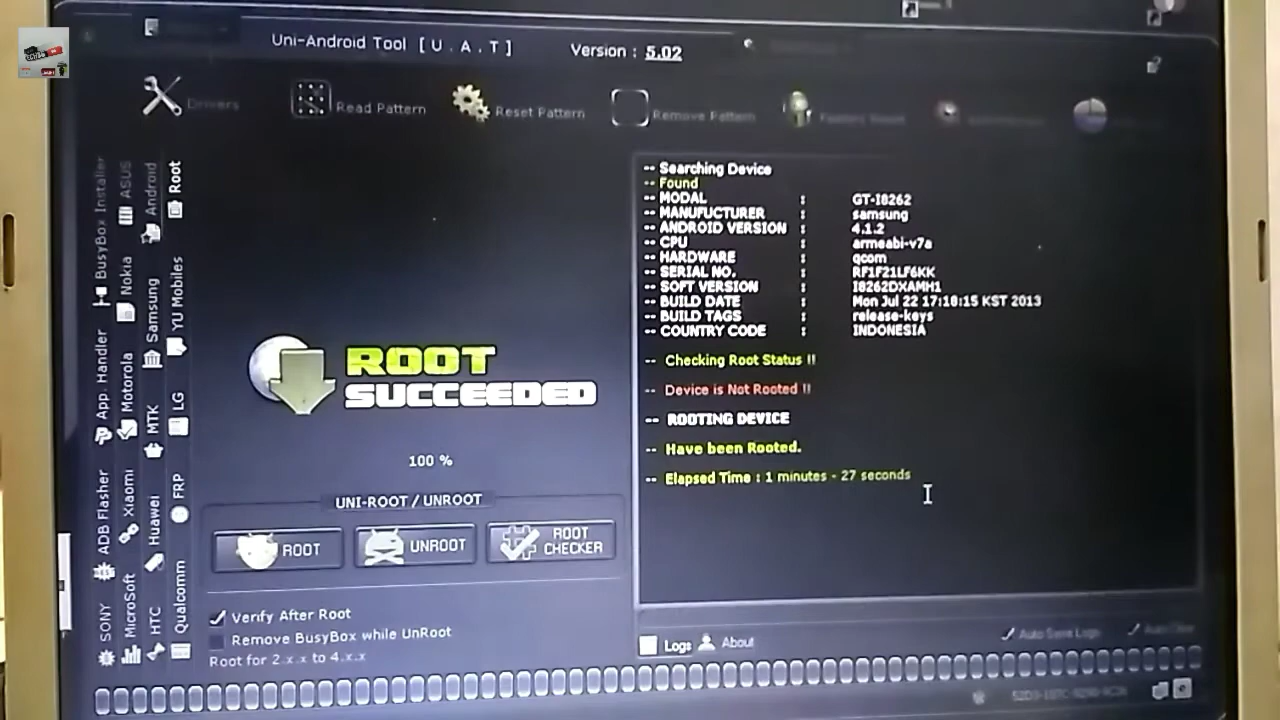 Uni-Android Tool [ U . A . T ]
Version : 5.02
Drivers
Read Pattern
Reset Pattern
Remove Pattern
BusyBox Installer
App. Handler
ADB Flasher
SONY
ASUS
Nokia
Motorola
Xiaomi
MicroSoft
Android
Samsung
MTK
Huawei
HTC
Root
YU Mobiles
LG
FRP
Qualcomm
-- Searching Device
-- Found
-- MODAL : GT-I8262
-- MANUFUCTURER : samsung
-- ANDROID VERSION : 4.1.2
-- CPU : armeabi-v7a
-- HARDWARE : qcom
-- SERIAL NO. : RF1F21LF6KK
-- SOFT VERSION : I8262DXAMH1
-- BUILD DATE : Mon Jul 22 17:18:15 KST 2013
-- BUILD TAGS : release-keys
-- COUNTRY CODE : INDONESIA
-- Checking Root Status !!
-- Device is Not Rooted !!
-- ROOTING DEVICE
-- Have been Rooted.
-- Elapsed Time : 1 minutes - 27 seconds
ROOT
SUCCEEDED
100 %
UNI-ROOT / UNROOT
ROOT
UNROOT
ROOT
CHECKER
Verify After Root
Remove BusyBox while UnRoot
Root for 2.x.x to 4.x.x
Logs
About
Auto Save Logs